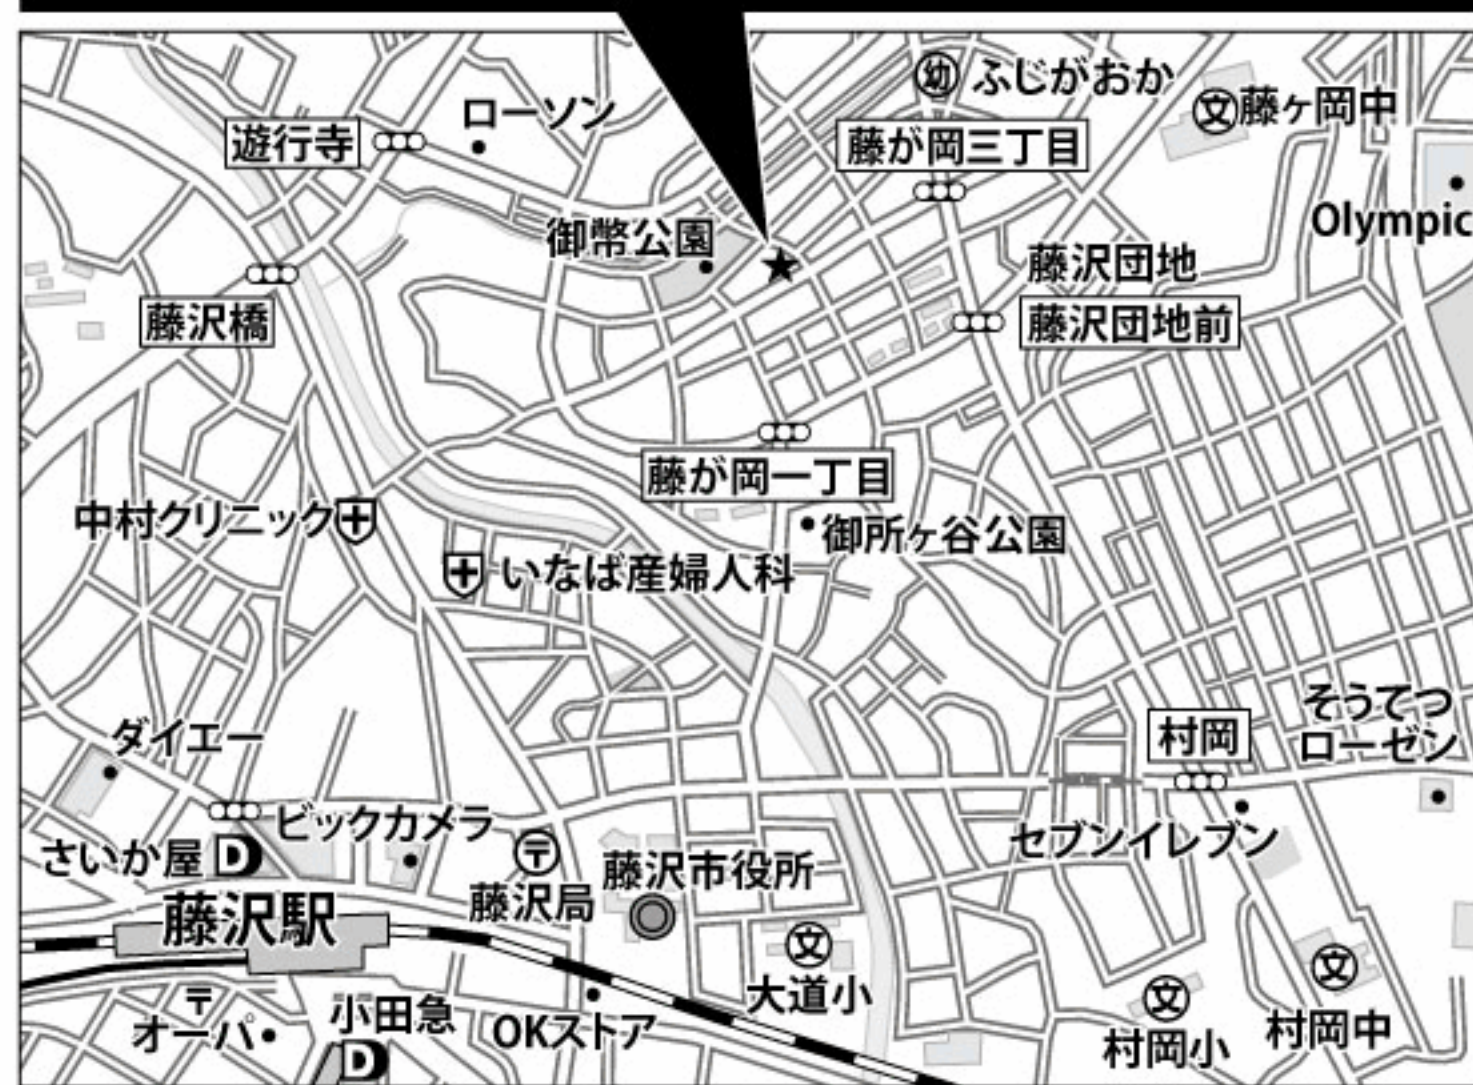 ふじがおか
藤ヶ岡中
ローソン
遊行寺
藤が岡三丁目
Olympic
御幣公園
藤沢団地
藤沢橋
藤沢団地前
藤が岡一丁目
中村クリニック
御所ヶ谷公園
いなば産婦人科
そうてつ
ローゼン
ダイエー
村岡
ビックカメラ
セブンイレブン
さいか屋 D
藤沢市役所
藤沢局
藤沢駅
文
大道小
小田急
D
OKストア
オーパ
文
村岡小
文
村岡中
幼
文
〒
〒